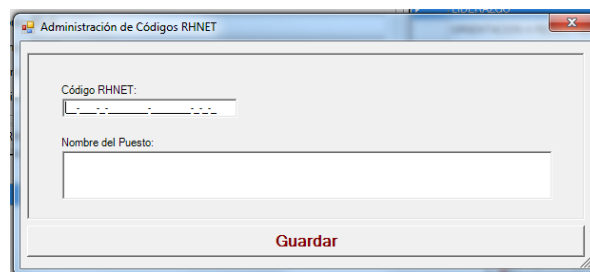 Administración de Códigos RHNET
Código RHNET:
Nombre del Puesto:
Guardar